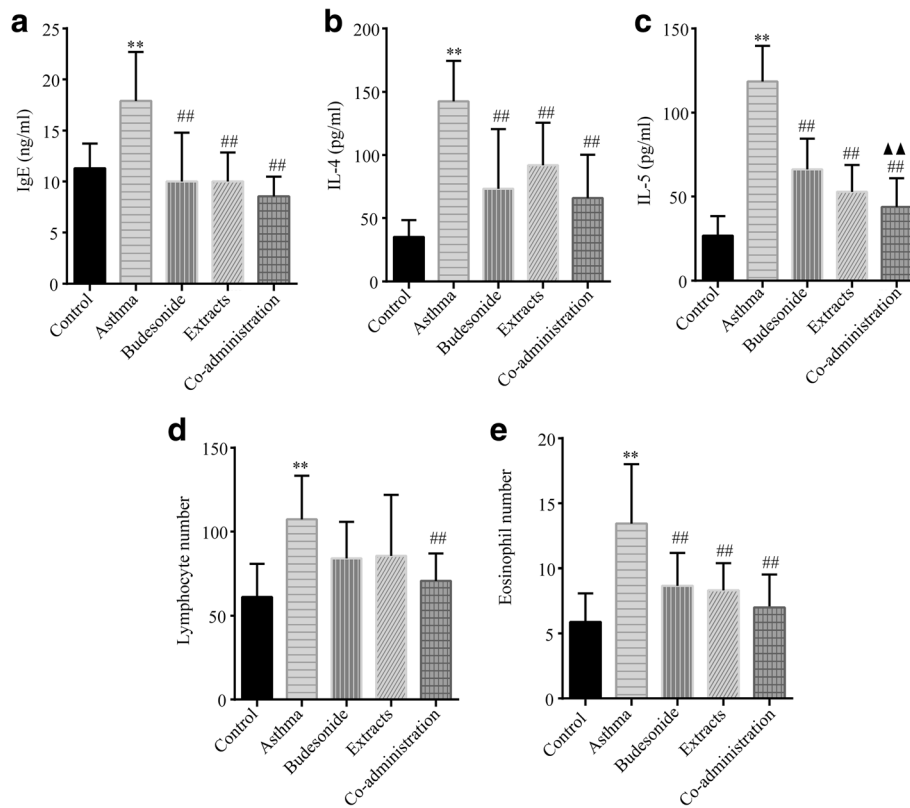 a
IgE (ng/ml)
25
20
15
10
5
0
**
##
##
##
Control
Asthma
Budesonide
Extracts
Co-administration
b
IL-4 (pg/ml)
200
150
100
50
0
**
##
##
##
Control
Asthma
Budesonide
Extracts
Co-administration
c
IL-5 (pg/ml)
150
100
50
0
**
##
##
▲▲
##
Control
Asthma
Budesonide
Extracts
Co-administration
d
Lymphocyte number
150
100
50
0
**
##
Control
Asthma
Budesonide
Extracts
Co-administration
e
Eosinophil number
20
15
10
5
0
**
##
##
##
Control
Asthma
Budesonide
Extracts
Co-administration